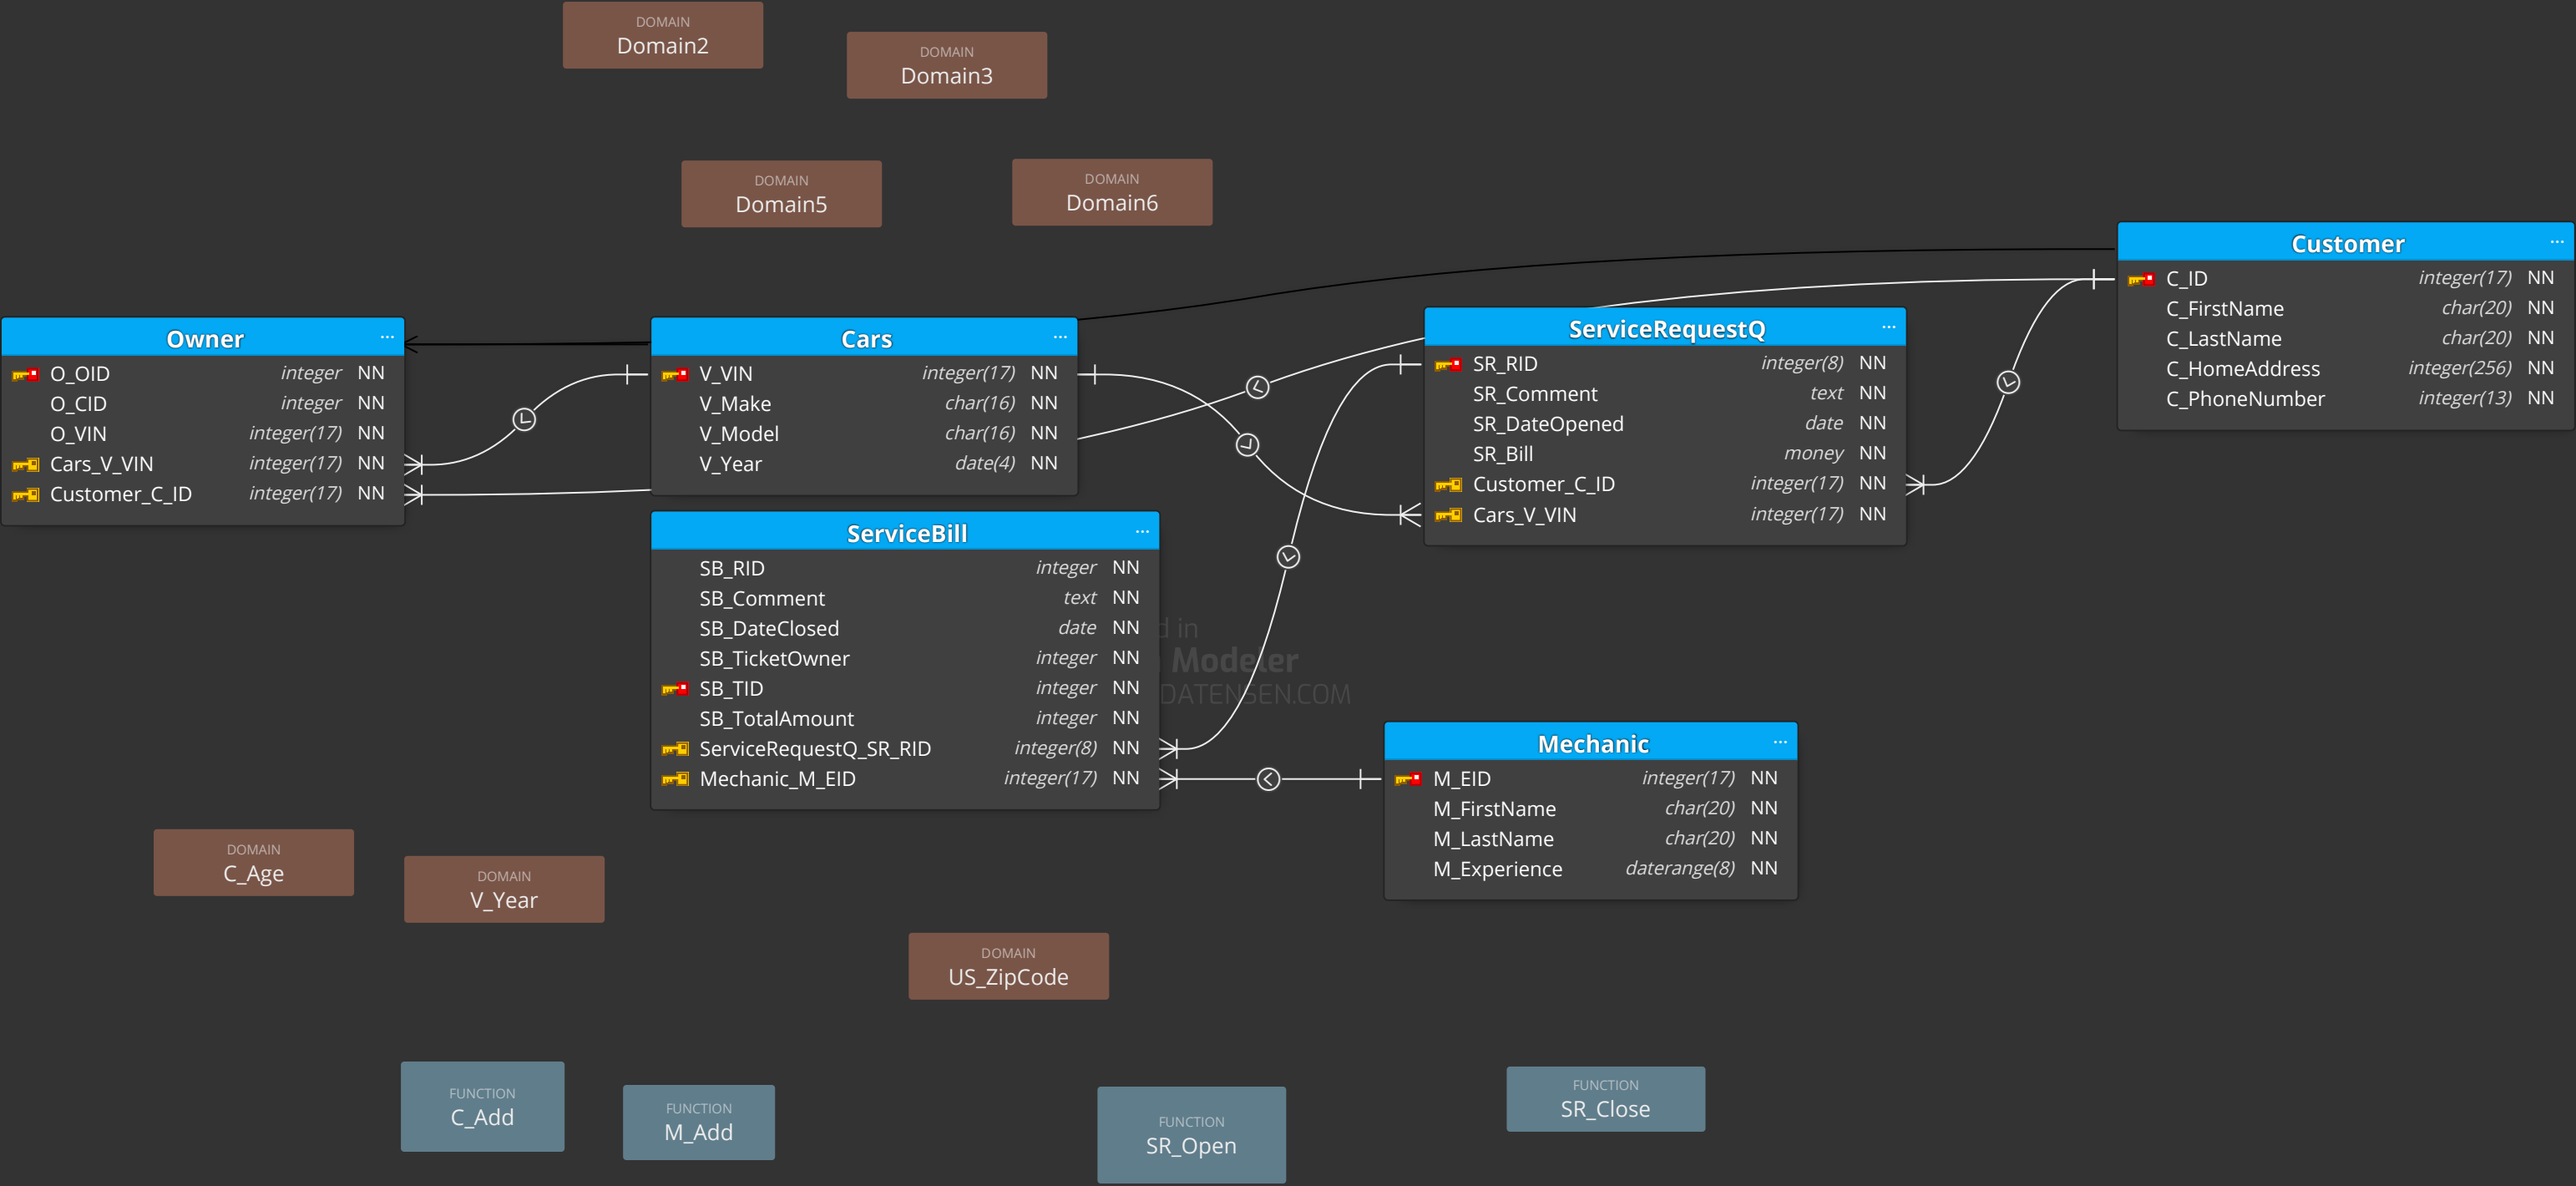 DOMAIN
Domain2
DOMAIN
Domain3
DOMAIN
Domain5
DOMAIN
Domain6
Customer ...
C_ID integer(17) NN
C_FirstName char(20) NN
C_LastName char(20) NN
C_HomeAddress integer(256) NN
C_PhoneNumber integer(13) NN
Owner ...
O_OID integer NN
O_CID integer NN
O_VIN integer(17) NN
Cars_V_VIN integer(17) NN
Customer_C_ID integer(17) NN
Cars ...
V_VIN integer(17) NN
V_Make char(16) NN
V_Model char(16) NN
V_Year date(4) NN
ServiceRequestQ ...
SR_RID integer(8) NN
SR_Comment text NN
SR_DateOpened date NN
SR_Bill money NN
Customer_C_ID integer(17) NN
Cars_V_VIN integer(17) NN
ServiceBill ...
SB_RID integer NN
SB_Comment text NN
SB_DateClosed date NN
SB_TicketOwner integer NN
SB_TID integer NN
SB_TotalAmount integer NN
ServiceRequestQ_SR_RID integer(8) NN
Mechanic_M_EID integer(17) NN
d in
Modeler
DATENSEN.COM
Mechanic ...
M_EID integer(17) NN
M_FirstName char(20) NN
M_LastName char(20) NN
M_Experience daterange(8) NN
DOMAIN
C_Age
DOMAIN
V_Year
DOMAIN
US_ZipCode
FUNCTION
C_Add
FUNCTION
M_Add
FUNCTION
SR_Open
FUNCTION
SR_Close